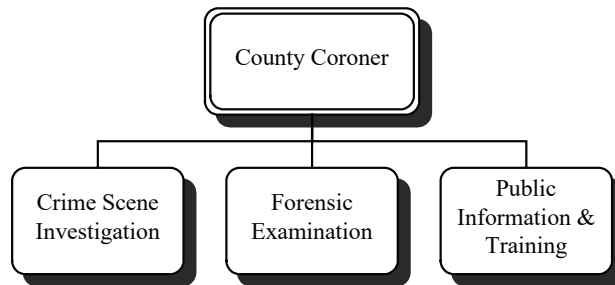 County Coroner
Crime Scene
Investigation
Forensic
Examination
Public
Information &
Training